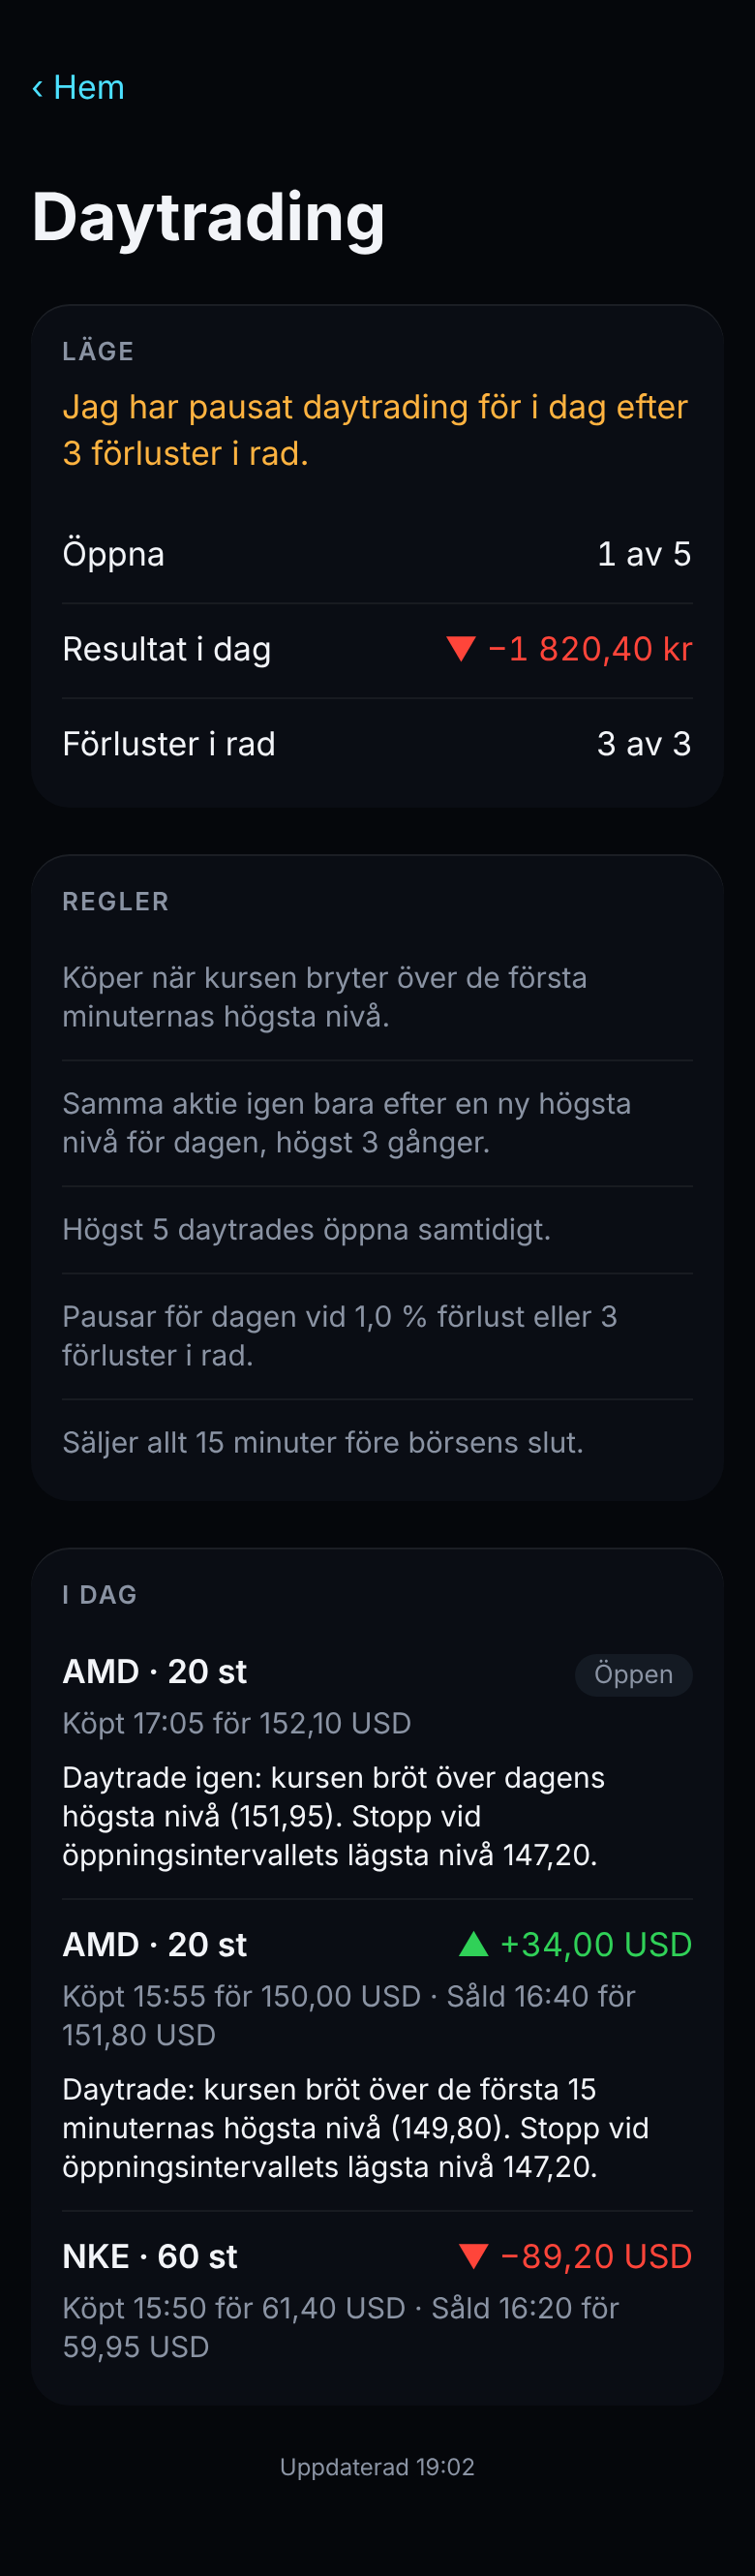 ‹ Hem
Daytrading
LÄGE
Jag har pausat daytrading för i dag efter
3 förluster i rad.
Öppna 1 av 5
Resultat i dag ▼ −1 820,40 kr
Förluster i rad 3 av 3
REGLER
Köper när kursen bryter över de första
minuternas högsta nivå.
Samma aktie igen bara efter en ny högsta
nivå för dagen, högst 3 gånger.
Högst 5 daytrades öppna samtidigt.
Pausar för dagen vid 1,0 % förlust eller 3
förluster i rad.
Säljer allt 15 minuter före börsens slut.
I DAG
AMD · 20 st Öppen
Köpt 17:05 för 152,10 USD
Daytrade igen: kursen bröt över dagens
högsta nivå (151,95). Stopp vid
öppningsintervallets lägsta nivå 147,20.
AMD · 20 st ▲ +34,00 USD
Köpt 15:55 för 150,00 USD · Såld 16:40 för
151,80 USD
Daytrade: kursen bröt över de första 15
minuternas högsta nivå (149,80). Stopp vid
öppningsintervallets lägsta nivå 147,20.
NKE · 60 st ▼ −89,20 USD
Köpt 15:50 för 61,40 USD · Såld 16:20 för
59,95 USD
Uppdaterad 19:02